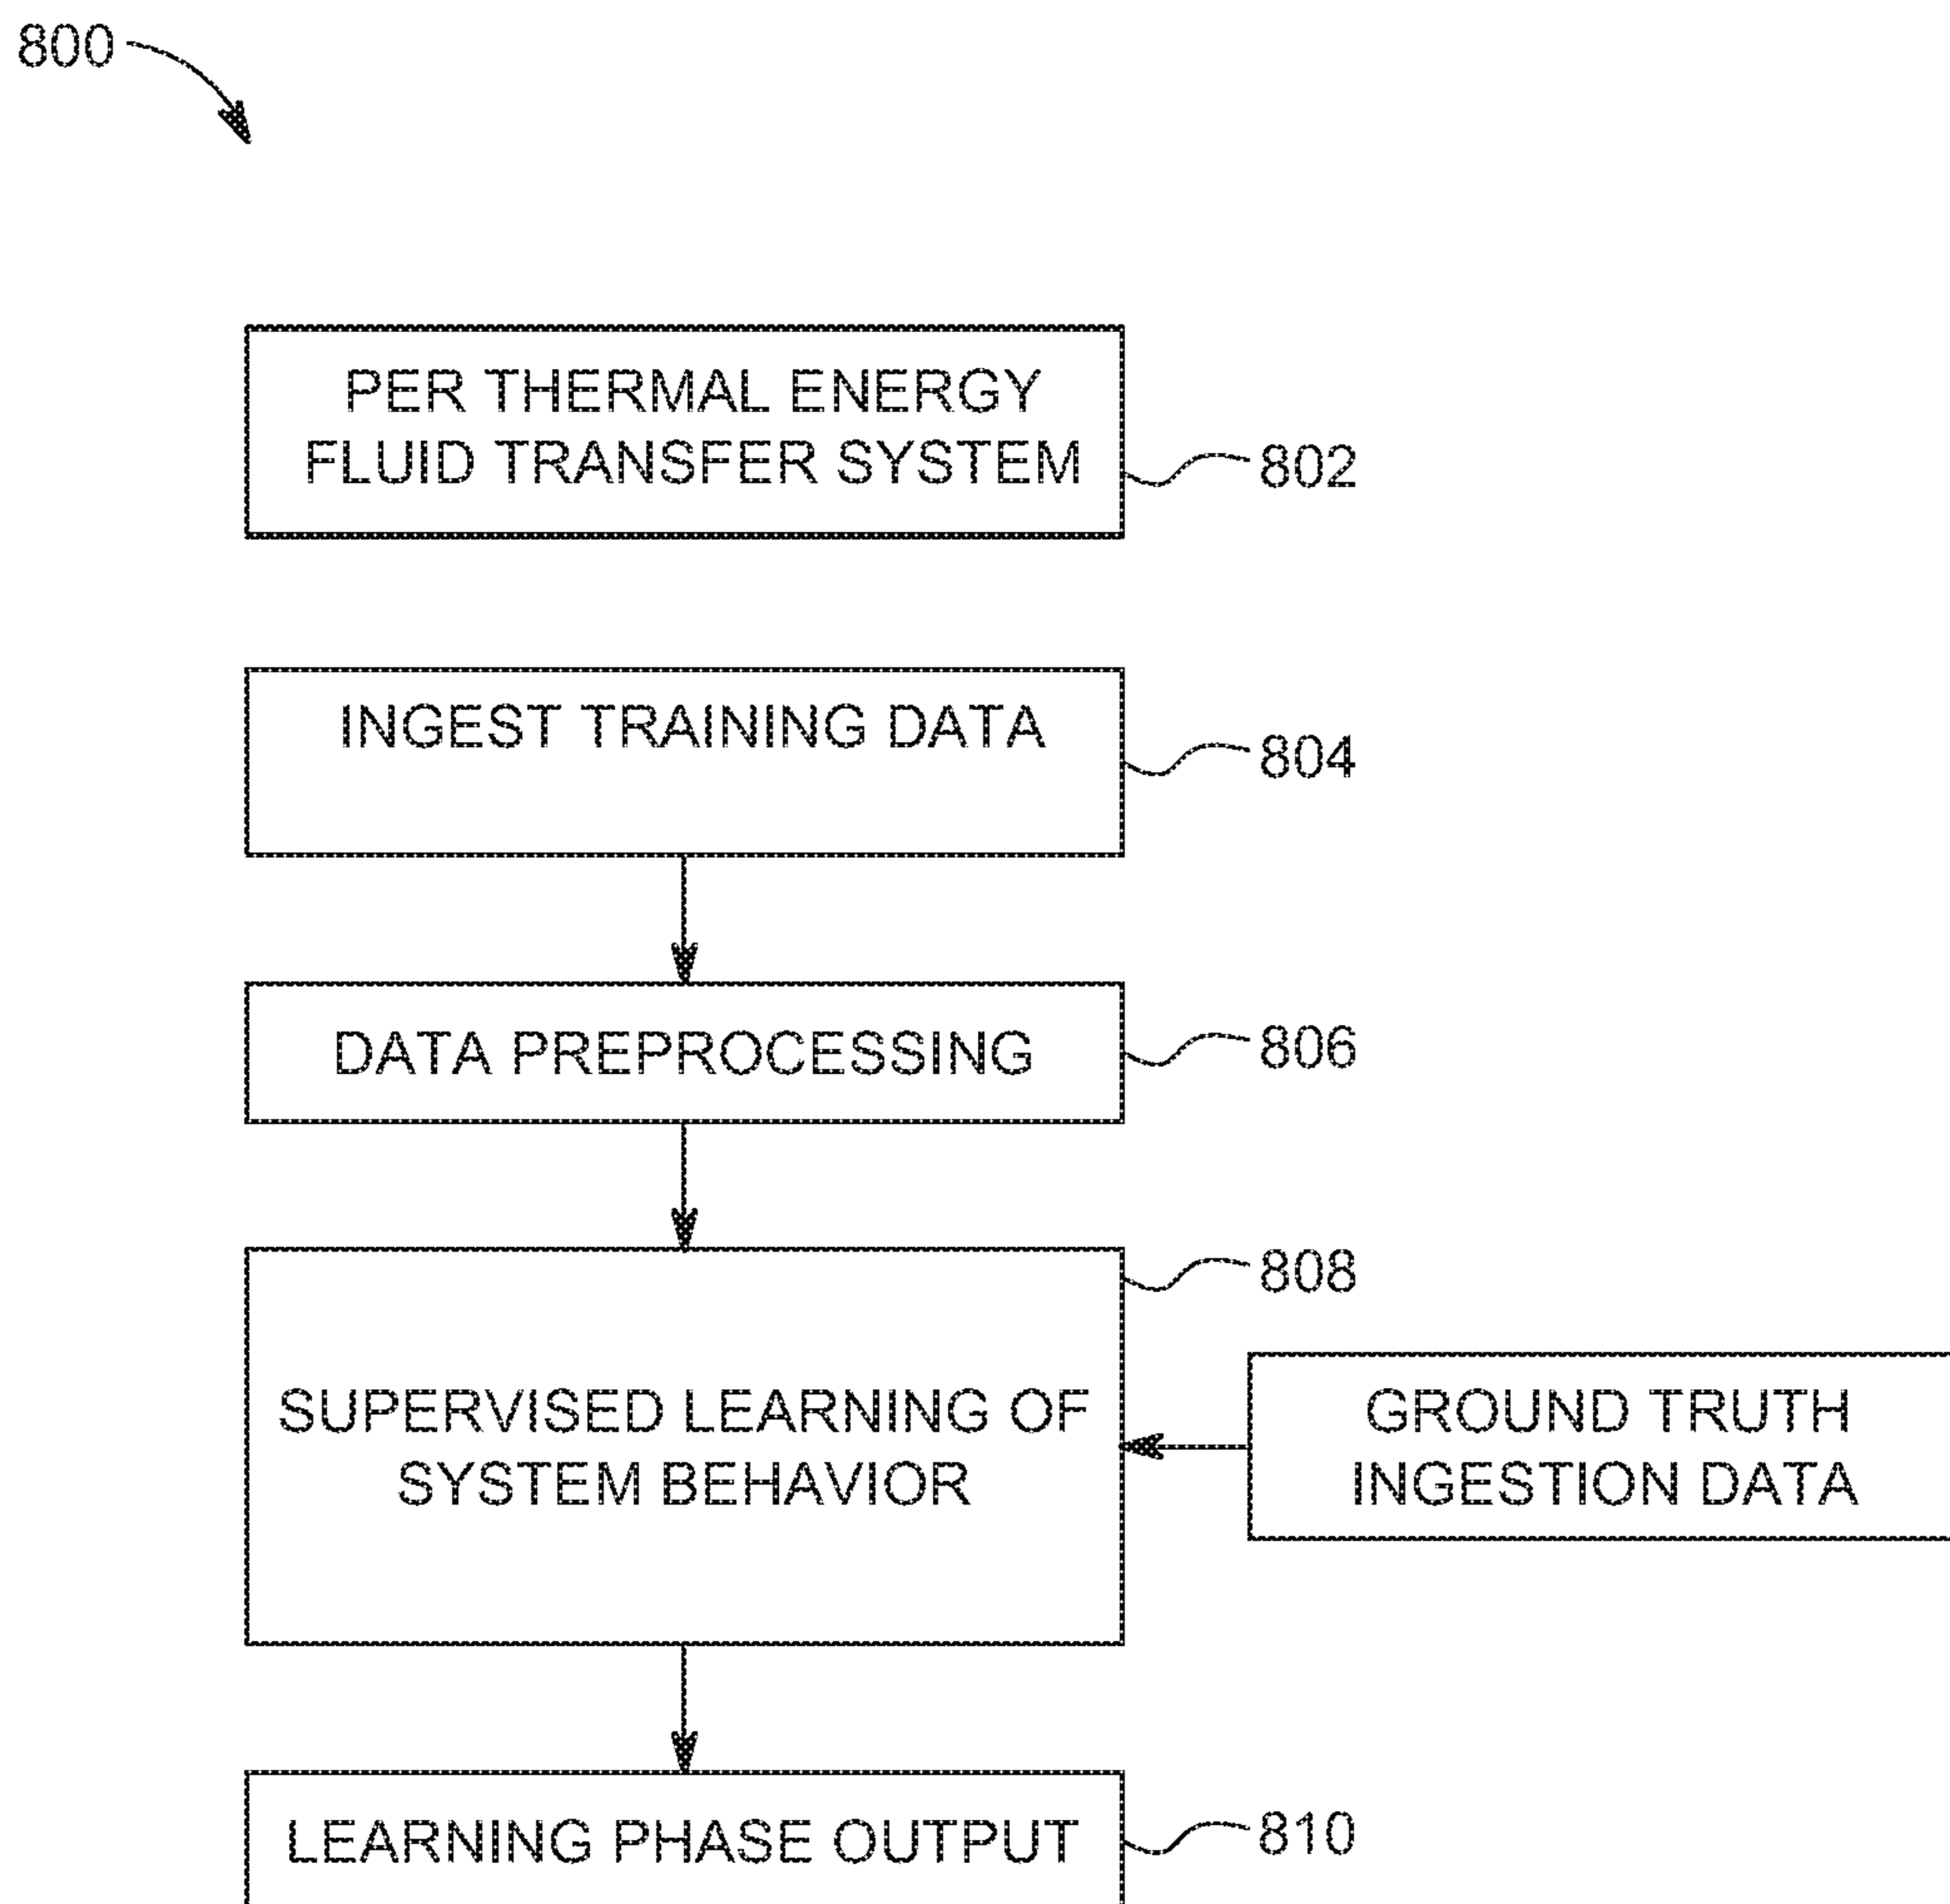 800
PER THERMAL ENERGY
FLUID TRANSFER SYSTEM
802
INGEST TRAINING DATA
804
DATA PREPROCESSING
806
808
SUPERVISED LEARNING OF
SYSTEM BEHAVIOR
GROUND TRUTH
INGESTION DATA
LEARNING PHASE OUTPUT
810